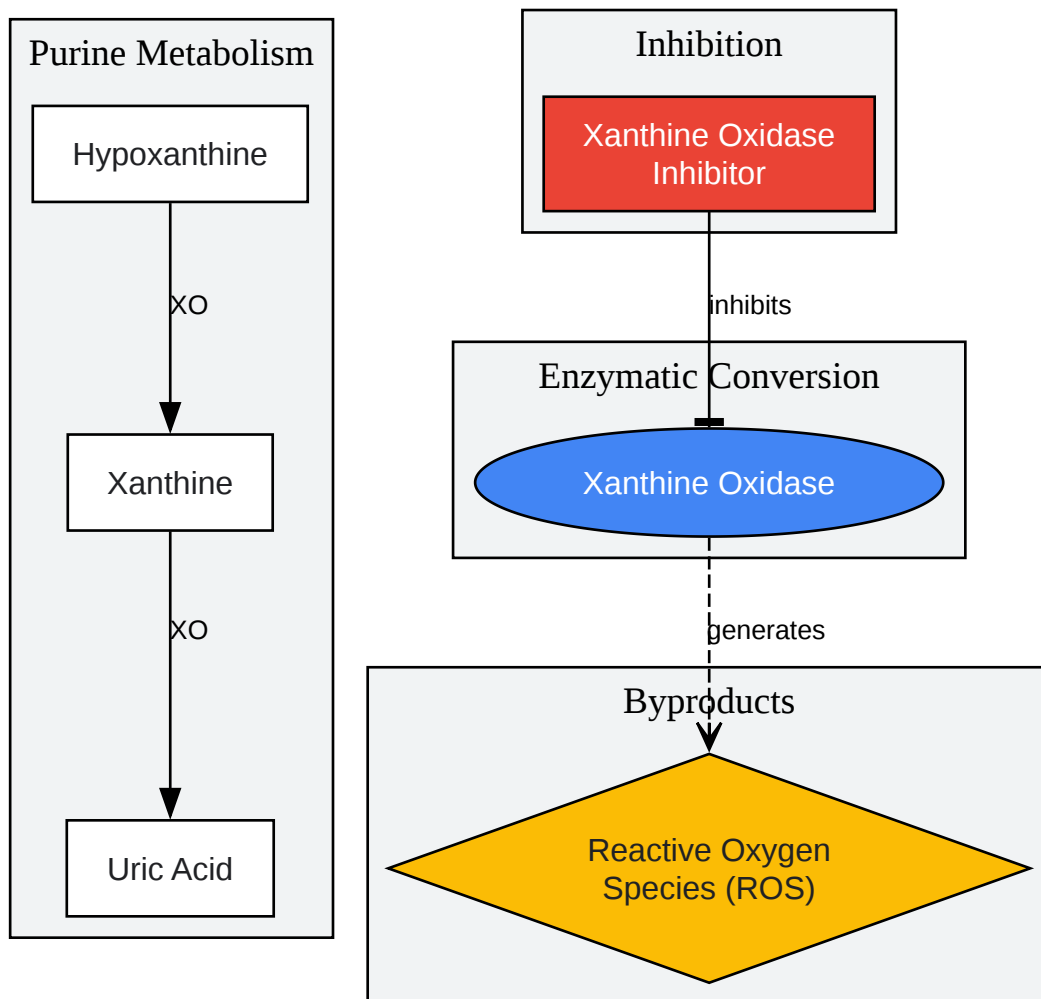 Purine Metabolism
Hypoxanthine
XO
Xanthine
XO
Uric Acid
Inhibition
Xanthine Oxidase
Inhibitor
inhibits
Enzymatic Conversion
Xanthine Oxidase
generates
Byproducts
Reactive Oxygen
Species (ROS)